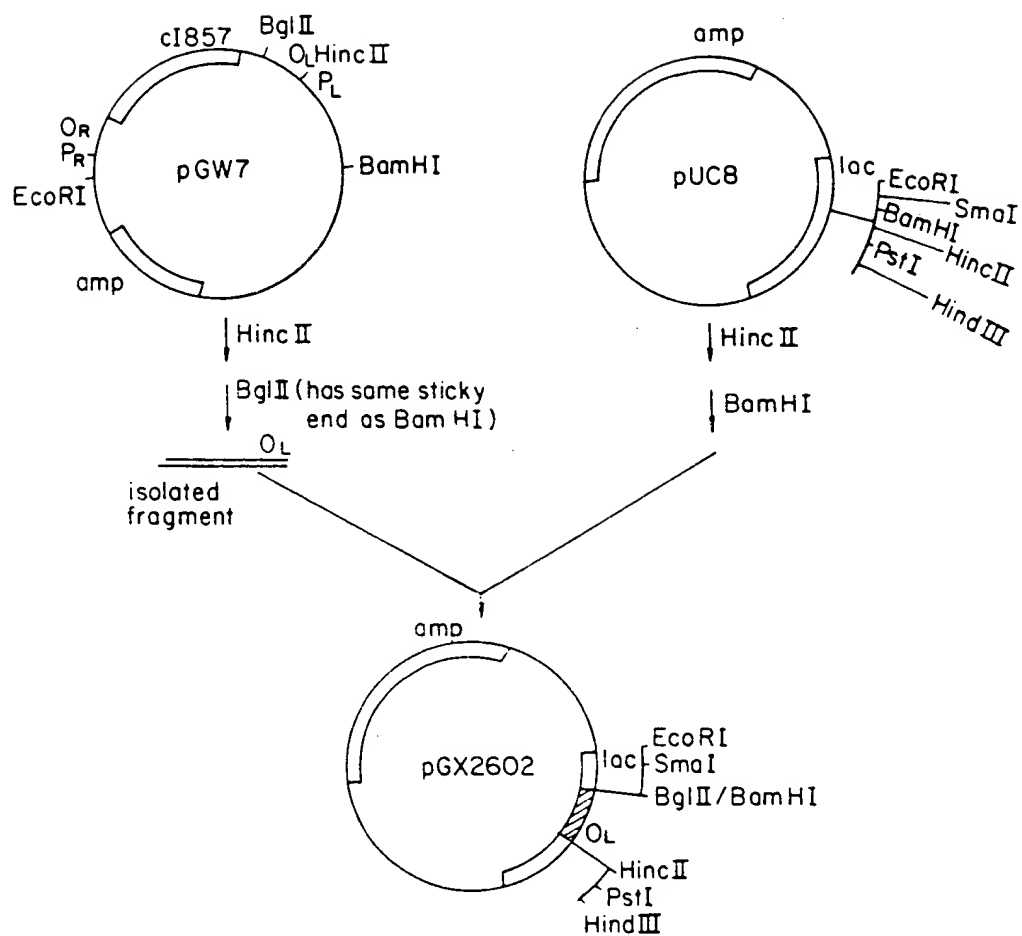 cI857
BglII
OL HincII
PL
OR
PR
EcoRI
pGW7
BamHI
amp
amp
pUC8
lac
EcoRI
SmaI
BamHI
HincII
PstI
HindIII
HincII
BglII (has same sticky
end as BamHI)
OL
isolated
fragment
HincII
BamHI
amp
pGX2602
lac
EcoRI
SmaI
BglII/BamHI
OL
HincII
PstI
HindIII